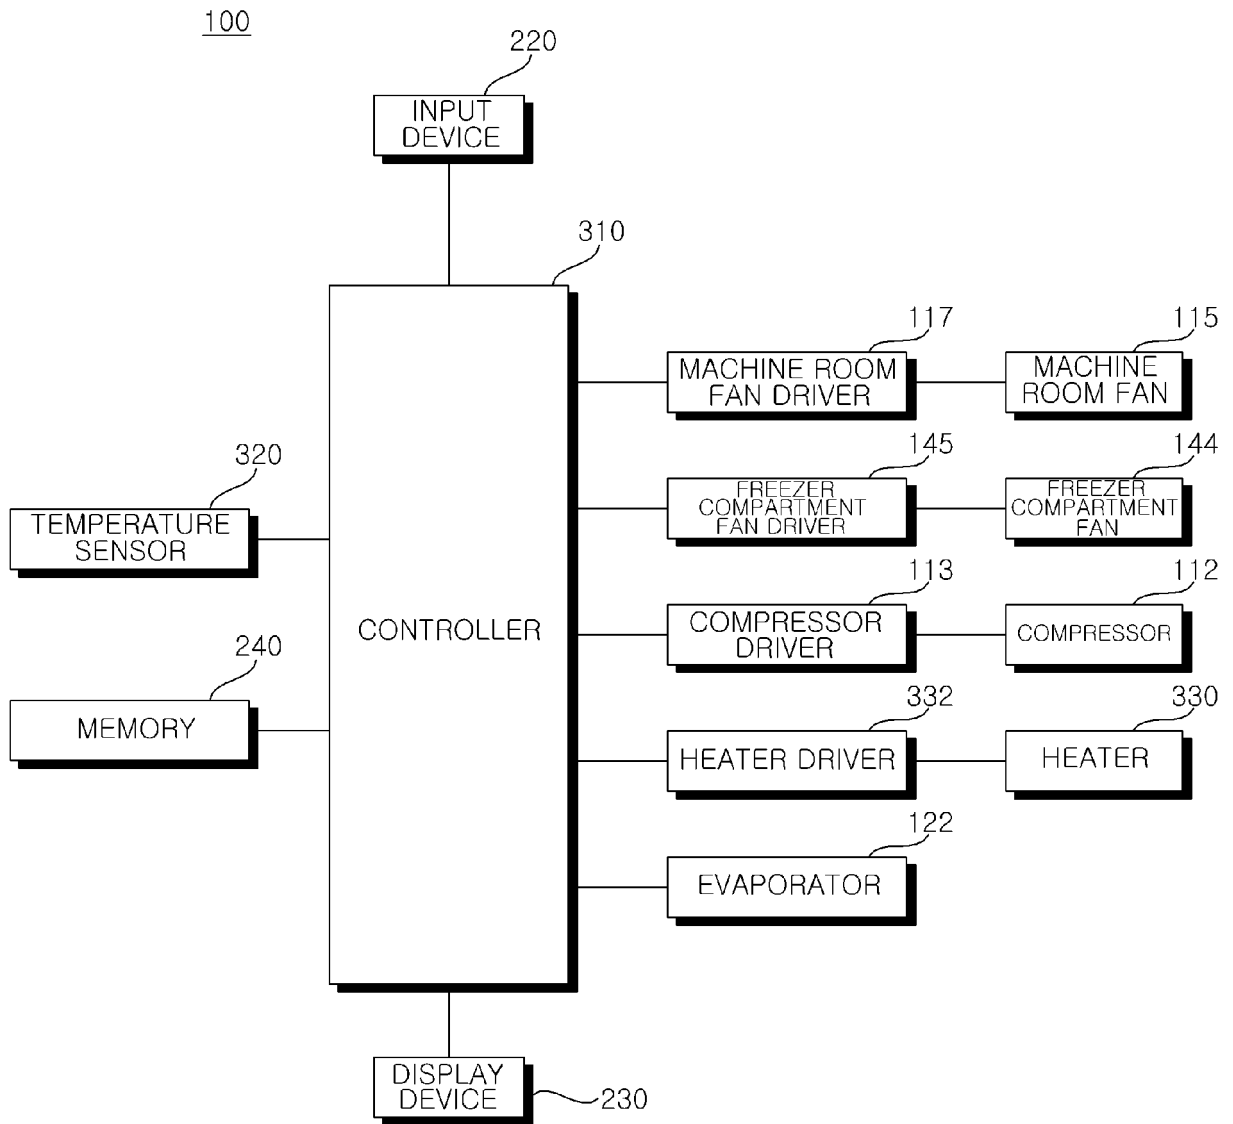 100
220
INPUT
DEVICE
310
CONTROLLER
117
MACHINE ROOM
FAN DRIVER
115
MACHINE
ROOM FAN
145
FREEZER
COMPARTMENT
FAN DRIVER
144
FREEZER
COMPARTMENT
FAN
320
TEMPERATURE
SENSOR
113
COMPRESSOR
DRIVER
112
COMPRESSOR
240
MEMORY
332
HEATER DRIVER
330
HEATER
122
EVAPORATOR
DISPLAY
DEVICE
230